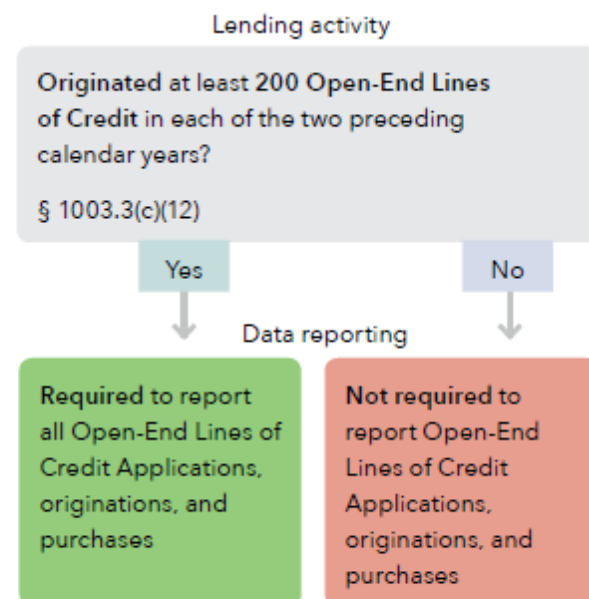 Lending activity
Originated at least 200 Open-End Lines
of Credit in each of the two preceding
calendar years?
§ 1003.3(c)(12)
Yes
No
Data reporting
Required to report
all Open-End Lines of
Credit Applications,
originations, and
purchases
Not required to
report Open-End
Lines of Credit
Applications,
originations, and
purchases